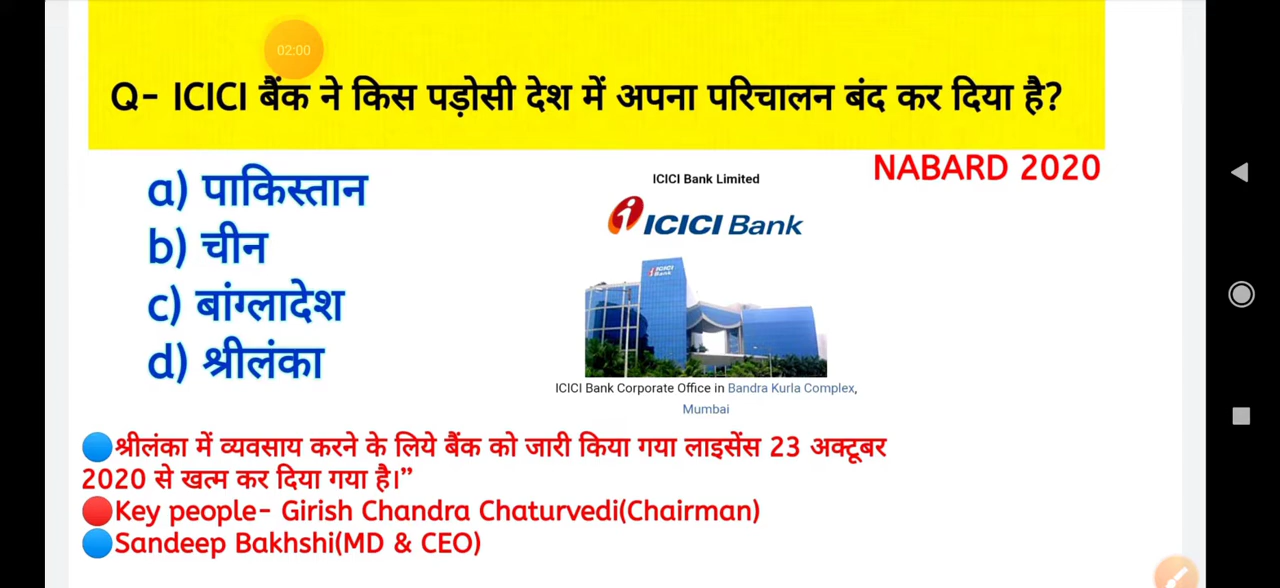 02:00
Q- ICICI बैंक ने किस पड़ोसी देश में अपना परिचालन बंद कर दिया है?
NABARD 2020
a) पाकिस्तान
b) चीन
c) बांग्लादेश
d) श्रीलंका
ICICI Bank Limited
ICICI Bank
ICICI Bank
ICICI Bank Corporate Office in Bandra Kurla Complex,
Mumbai
श्रीलंका में व्यवसाय करने के लिये बैंक को जारी किया गया लाइसेंस 23 अक्टूबर
2020 से खत्म कर दिया गया है।”
Key people- Girish Chandra Chaturvedi(Chairman)
Sandeep Bakhshi(MD & CEO)